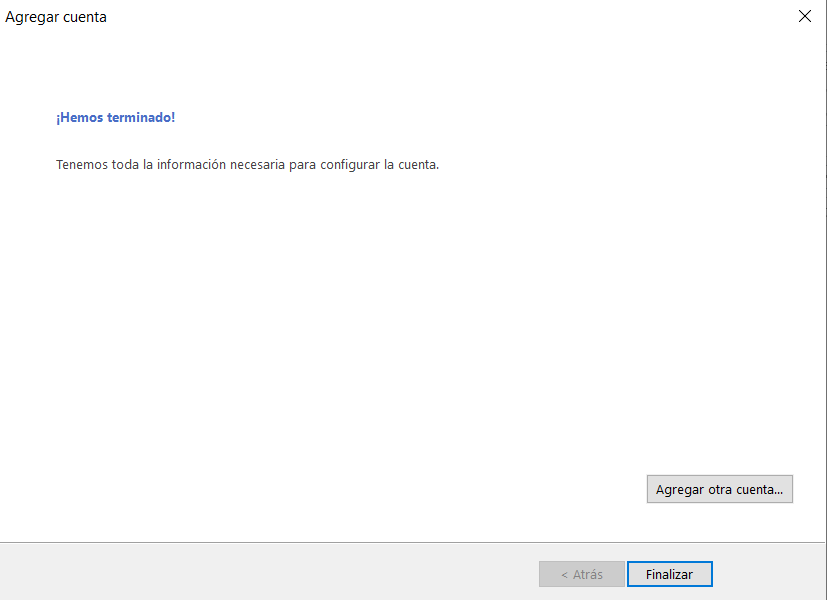 Agregar cuenta
¡Hemos terminado!
Tenemos toda la información necesaria para configurar la cuenta.
Agregar otra cuenta...
< Atrás
Finalizar